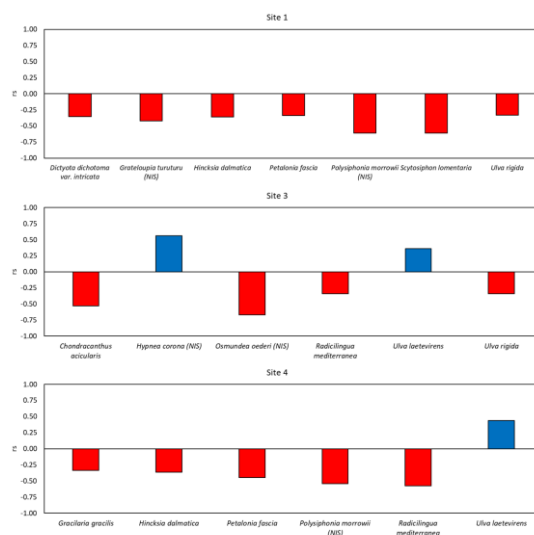 Site 1
1.00
0.75
0.50
0.25
0.00
-0.25
-0.50
-0.75
-1.00
rs
Dictyota dichotoma var. intricata
Grateloupia turuturu (NIS)
Hincksia dalmatica
Petalonia fascia
Polysiphonia morrowii (NIS)
Scytosiphon lomentaria
Ulva rigida
Site 3
1.00
0.75
0.50
0.25
0.00
-0.25
-0.50
-0.75
-1.00
rs
Chondracanthus acicularis
Hypnea corona (NIS)
Osmundea oederi (NIS)
Radicilingua mediterranea
Ulva laetevirens
Ulva rigida
Site 4
1.00
0.75
0.50
0.25
0.00
-0.25
-0.50
-0.75
-1.00
rs
Gracilaria gracilis
Hincksia dalmatica
Petalonia fascia
Polysiphonia morrowii (NIS)
Radicilingua mediterranea
Ulva laetevirens